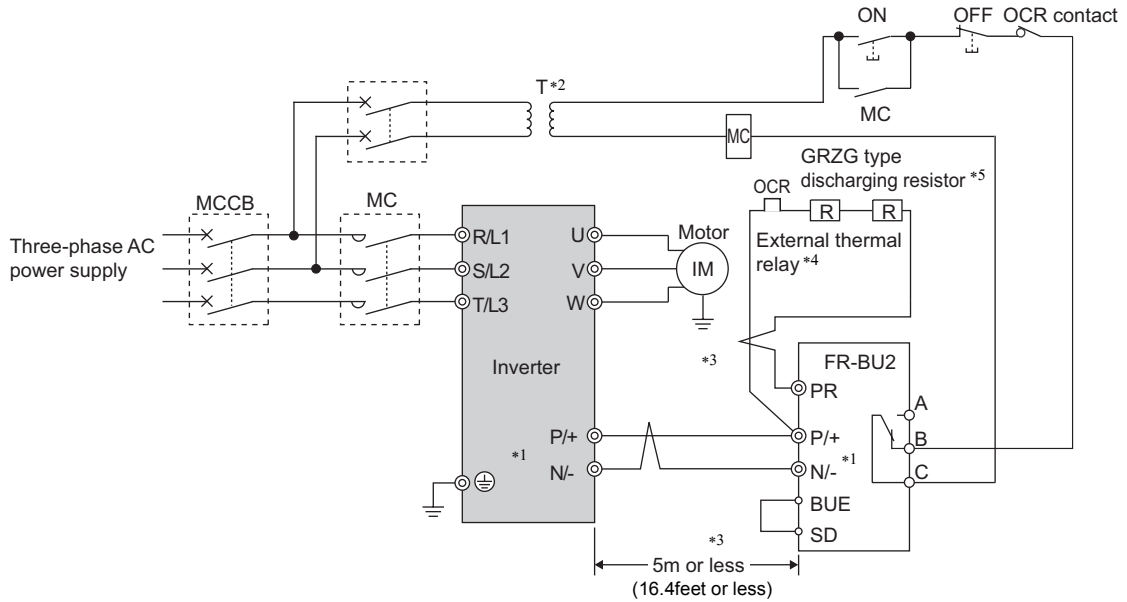 ON
OFF
OCR contact
T*2
MC
MC
GRZG type
discharging resistor *5
OCR
R
R
External thermal
relay *4
MCCB
MC
Three-phase AC
power supply
R/L1
S/L2
T/L3
U
V
W
Motor
IM
Inverter
*3
FR-BU2
PR
A
P/+
P/+
B
*1
N/-
N/-
*1
C
BUE
SD
*3
5m or less
(16.4feet or less)